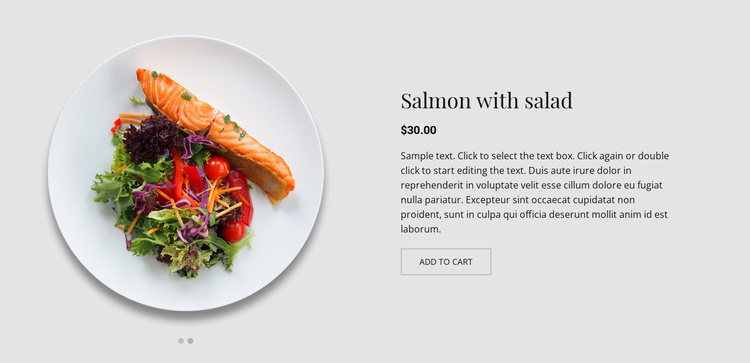 Salmon with salad
$30.00
Sample text. Click to select the text box. Click again or double
click to start editing the text. Duis aute irure dolor in
reprehenderit in voluptate velit esse cillum dolore eu fugiat
nulla pariatur. Excepteur sint occaecat cupidatat non
proident, sunt in culpa qui officia deserunt mollit anim id est
laborum.
ADD TO CART